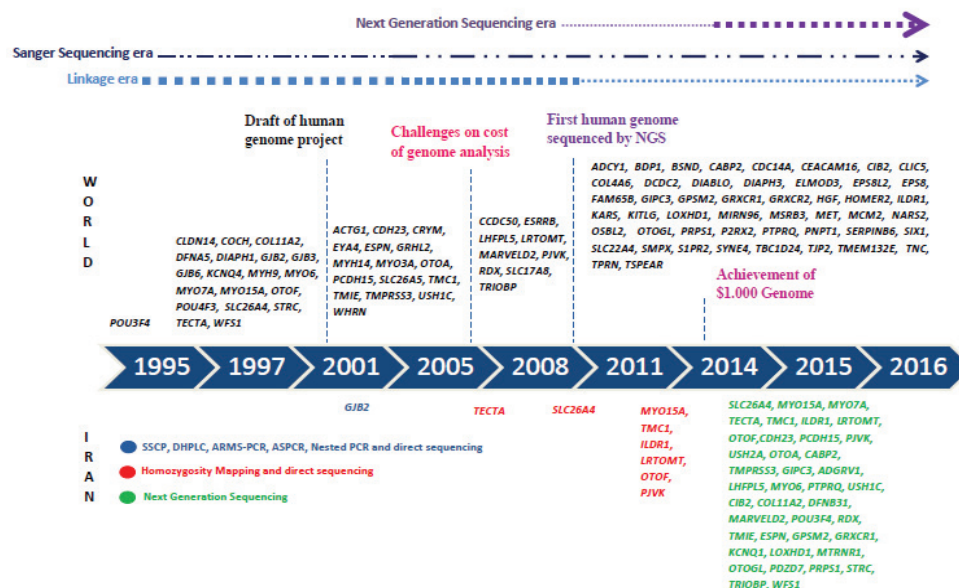 Next Generation Sequencing era
Sanger Sequencing era
Linkage era
Draft of human
genome project
Challenges on cost
of genome analysis
First human genome
sequenced by NGS
W
O
R
L
D
POU3F4
CLDN14, COCH, COL11A2,
DFNA5, DIAPH1, GJB2, GJB3,
GJB6, KCNQ4, MYH9, MYO6,
MYO7A, MYO15A, OTOF,
POU4F3, SLC26A4, STRC,
TECTA, WFS1
ACTG1, CDH23, CRYM,
EYA4, ESPN, GRHL2,
MYH14, MYO3A, OTOA,
PCDH15, SLC26A5, TMC1,
TMIE, TMPRSS3, USH1C,
WHRN
CCDC50, ESRRB,
LHFPL5, LRTOMT,
MARVELD2, PJVK,
RDX, SLC17A8,
TRIOBP
ADCY1, BDP1, BSND, CABP2, CDC14A, CEACAM16, CIB2, CLIC5,
COL4A6, DCDC2, DIABLO, DIAPH3, ELMOD3, EPS8L2, EPS8,
FAM65B, GIPC3, GPSM2, GRXCR1, GRXCR2, HGF, HOMER2, ILDR1,
KARS, KITLG, LOXHD1, MIRN96, MSRB3, MET, MCM2, NARS2,
OSBL2, OTOGL, PRPS1, P2RX2, PTPRQ, PNPT1, SERPINB6, SIX1,
SLC22A4, SMPX, S1PR2, SYNE4, TBC1D24, TJP2, TMEM132E, TNC,
TPRN, TSPEAR
Achievement of
$1.000 Genome
1995 1997 2001 2005 2008 2011 2014 2015 2016
I
R
A
N
GJB2
TECTA
SLC26A4
MYO15A,
TMC1,
ILDR1,
LRTOMT,
OTOF,
PJVK
SLC26A4, MYO15A, MYO7A,
TECTA, TMC1, ILDR1, LRTOMT,
OTOF,CDH23, PCDH15, PJVK,
USH2A, OTOA, CABP2,
TMPRSS3, GIPC3, ADGRV1,
LHFPL5, MYO6, PTPRQ, USH1C,
CIB2, COL11A2, DFNB31,
MARVELD2, POU3F4, RDX,
TMIE, ESPN, GPSM2, GRXCR1,
KCNQ1, LOXHD1, MTRNR1,
OTOGL, PDZD7, PRPS1, STRC,
TRIOBP, WFS1
SSCP, DHPLC, ARMS-PCR, ASPCR, Nested PCR and direct sequencing
Homozygosity Mapping and direct sequencing
Next Generation Sequencing